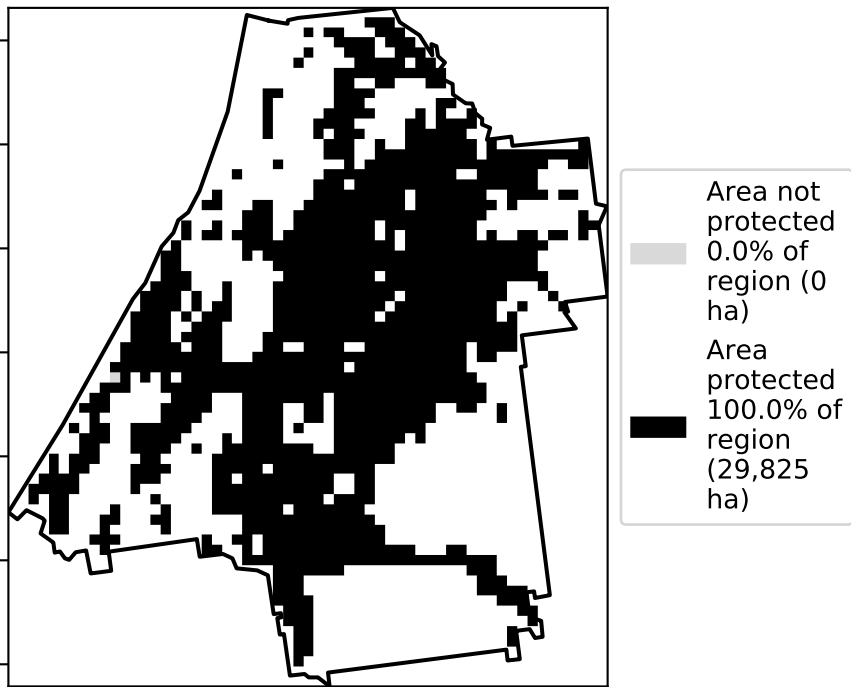 Area not
protected
0.0% of
region (0
ha)
Area
protected
100.0% of
region
(29,825
ha)